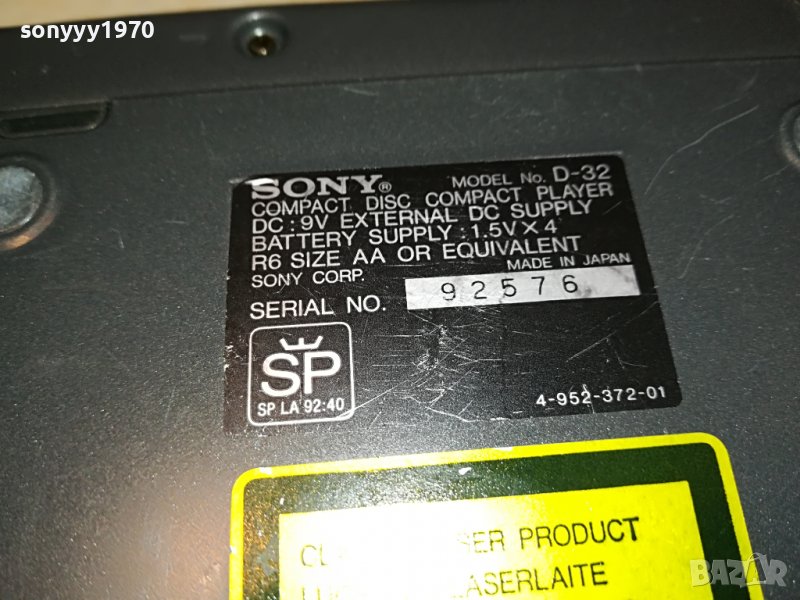 sonyyy1970
SONY® MODEL No. D-32
COMPACT DISC COMPACT PLAYER
DC : 9V EXTERNAL DC SUPPLY
BATTERY SUPPLY : 1.5V × 4
R6 SIZE AA OR EQUIVALENT
SONY CORP. MADE IN JAPAN
SERIAL NO. 92576
SP
SP LA 92:40
4-952-372-01
PRODUCT
BAZAR